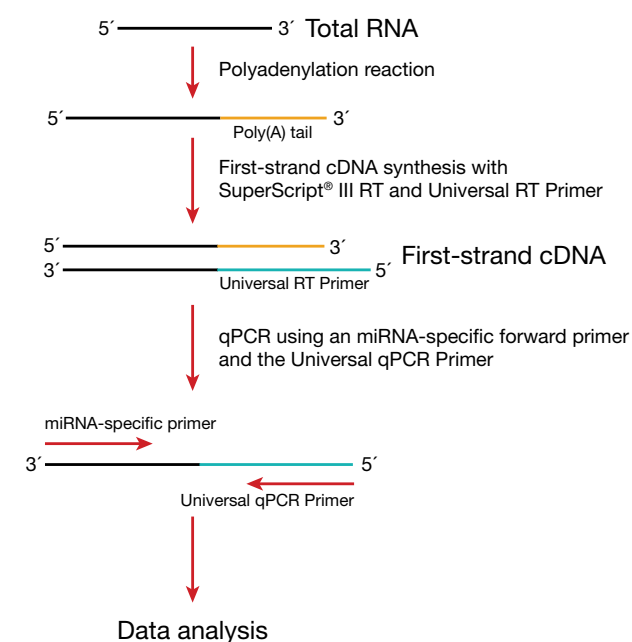 5´ 3´ Total RNA
Polyadenylation reaction
5´ 3´
Poly(A) tail
First-strand cDNA synthesis with
SuperScript® III RT and Universal RT Primer
5´ 3´
First-strand cDNA
3´ 5´
Universal RT Primer
qPCR using an miRNA-specific forward primer
and the Universal qPCR Primer
miRNA-specific primer
3´ 5´
Universal qPCR Primer
Data analysis